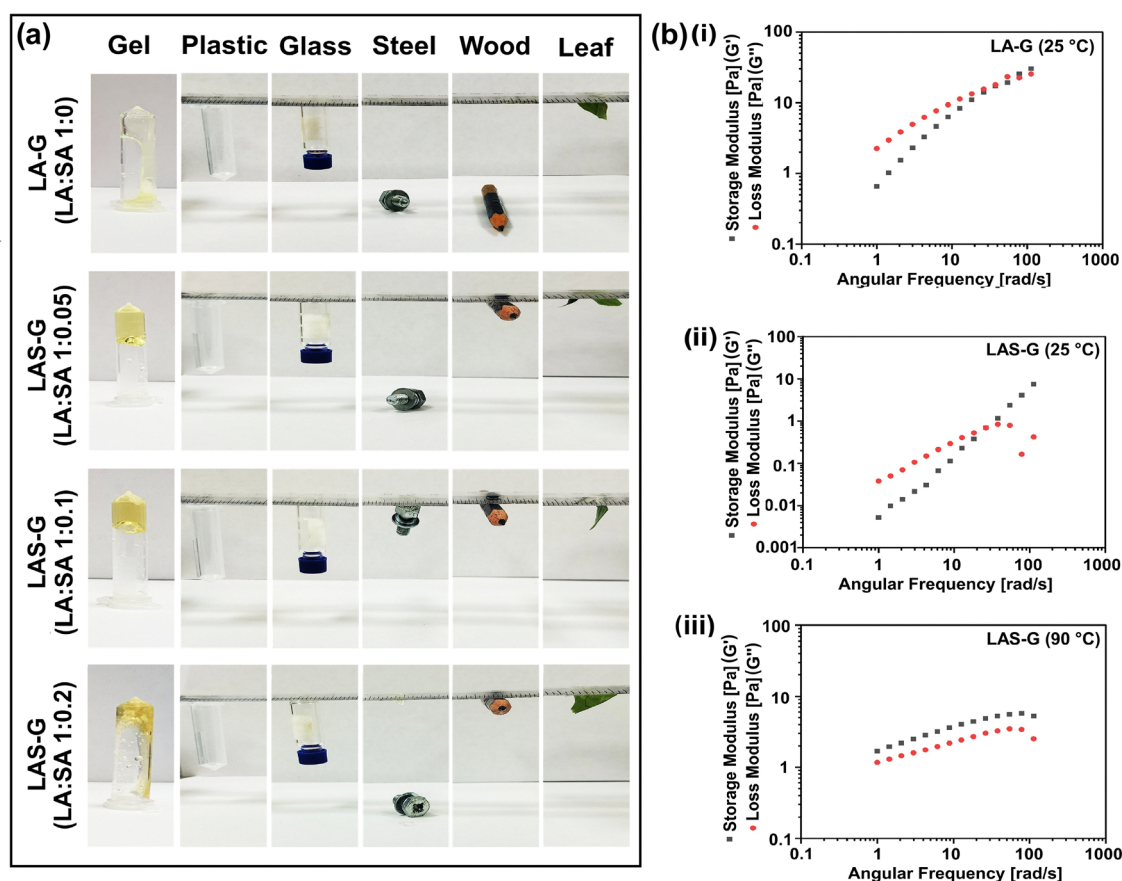 (a)
Gel Plastic Glass Steel Wood Leaf
LA-G
(LA:SA 1:0)
LAS-G
(LA:SA 1:0.05)
LAS-G
(LA:SA 1:0.1)
LAS-G
(LA:SA 1:0.2)
(b) (i)
LA-G (25 °C)
Storage Modulus [Pa](G')
Loss Modulus [Pa](G'')
100
10
1
0.1
0.1 1 10 100 1000
Angular Frequency [rad/s]
(ii)
LAS-G (25 °C)
Storage Modulus [Pa](G')
Loss Modulus [Pa](G'')
100
10
1
0.1
0.01
0.001
0.1 1 10 100 1000
Angular Frequency [rad/s]
(iii)
LAS-G (90 °C)
Storage Modulus [Pa](G')
Loss Modulus [Pa](G'')
100
10
1
0.1
0.1 1 10 100 1000
Angular Frequency [rad/s]